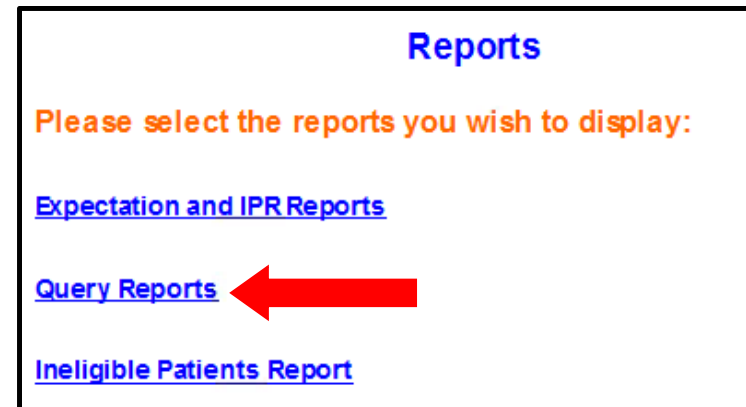 Reports
Please select the reports you wish to display:
Expectation and IPR Reports
Query Reports
Ineligible Patients Report